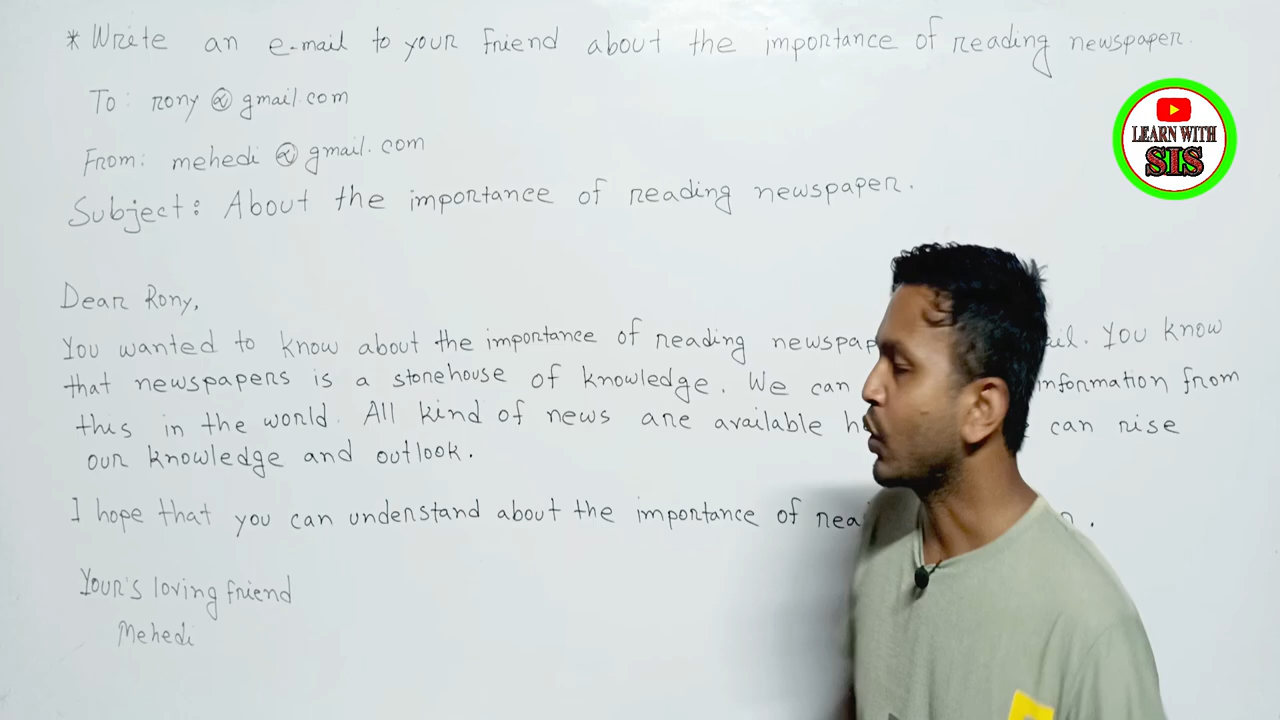 * Write an e-mail to your friend about the importance of reading newspaper.
To: rony@gmail.com
From: mehedi@gmail.com
Subject: About the importance of reading newspaper.
LEARN WITH
SIS
Dear Rony,
You wanted to know about the importance of reading You know
that newspapers is a storehouse of knowledge. We can information from
this in the world. All kind of news are available can rise
our knowledge and outlook.
I hope that you can understand about the importance of
Your's loving friend
Mehedi